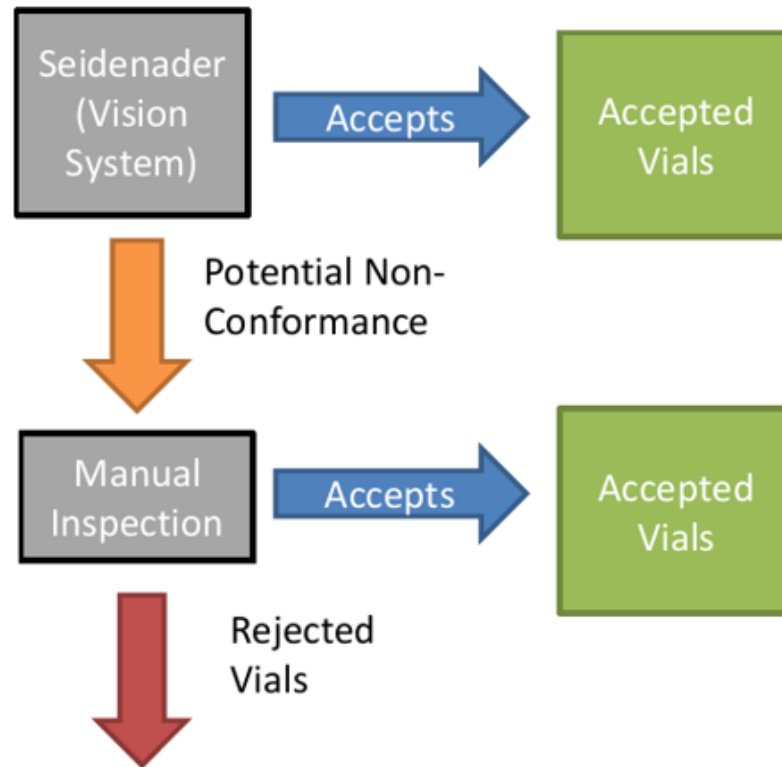 Seidenader
(Vision
System)
Accepts
Accepted
Vials
Potential Non-
Conformance
Manual
Inspection
Accepts
Accepted
Vials
Rejected
Vials